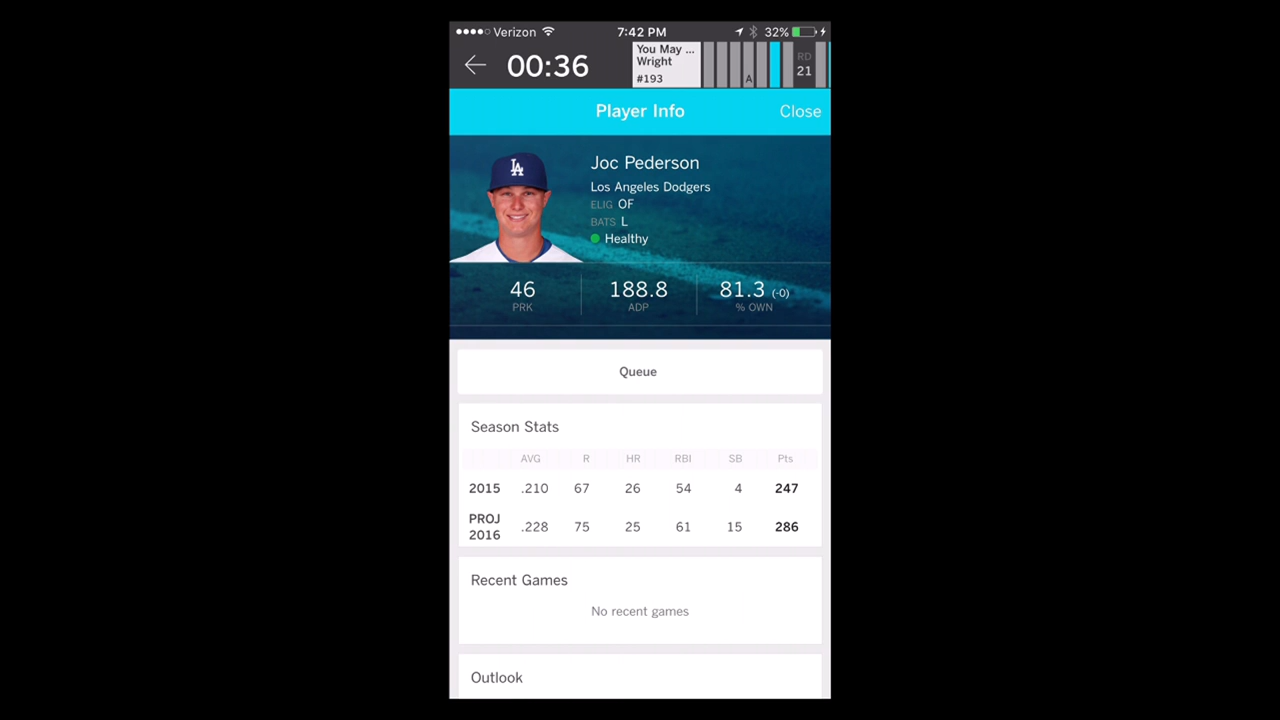 Verizon 7:42 PM 32%
00:36
You May ...
Wright
#193
A
RD
21
Player Info Close
LA
Joc Pederson
Los Angeles Dodgers
ELIG OF
BATS L
Healthy
46 188.8 81.3 (-0)
PRK ADP % OWN
Queue
Season Stats
AVG R HR RBI SB Pts
2015 .210 67 26 54 4 247
PROJ
2016 .228 75 25 61 15 286
Recent Games
No recent games
Outlook